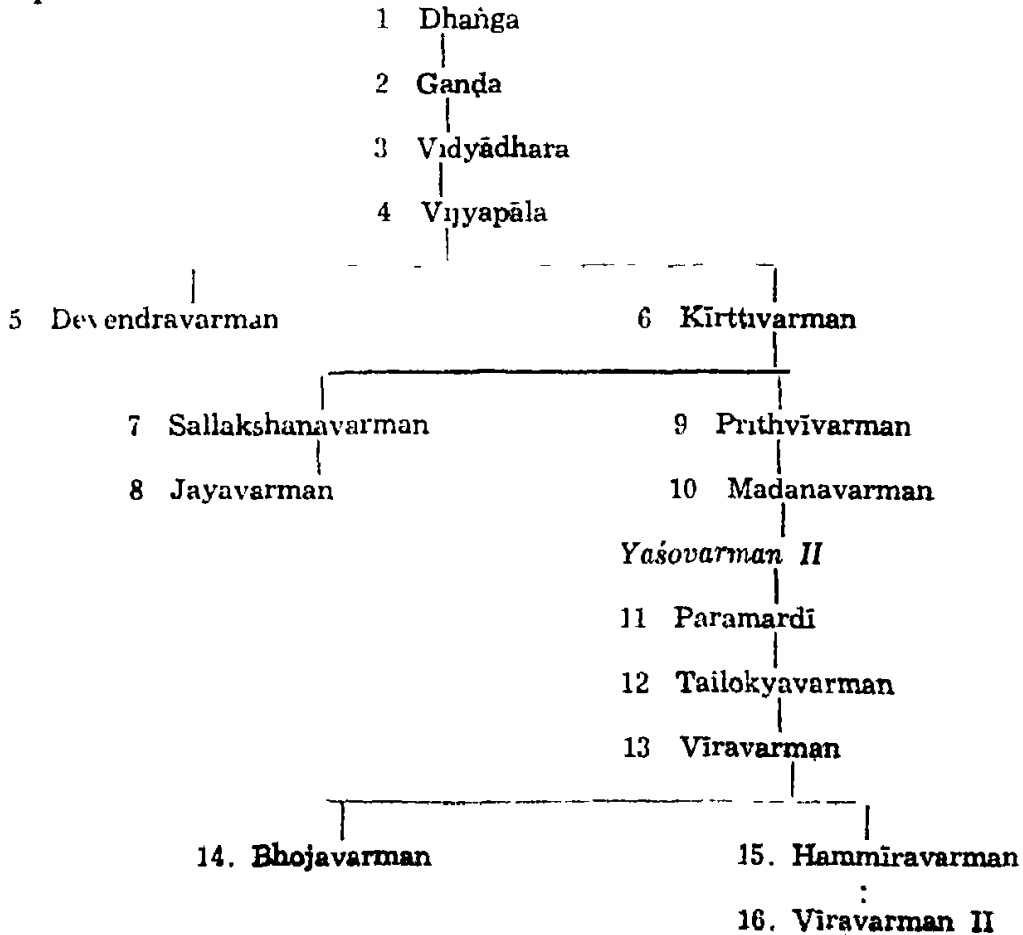 1 Dhaṅga
2 Gaṇḍa
3 Vidyādhara
4 Vijyapāla
5 Devendravarman 6 Kīrttivarman
7 Sallakshanavarman 9 Prithvīvarman
8 Jayavarman 10 Madanavarman
Yaśovarman II
11 Paramardī
12 Tailokyavarman
13 Vīravarman
14. Bhojavarman 15. Hammīravarman
:
16. Vīravarman II